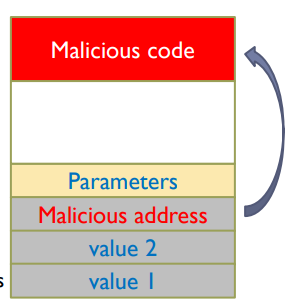 Malicious code
Parameters
Malicious address
value 2
s value 1